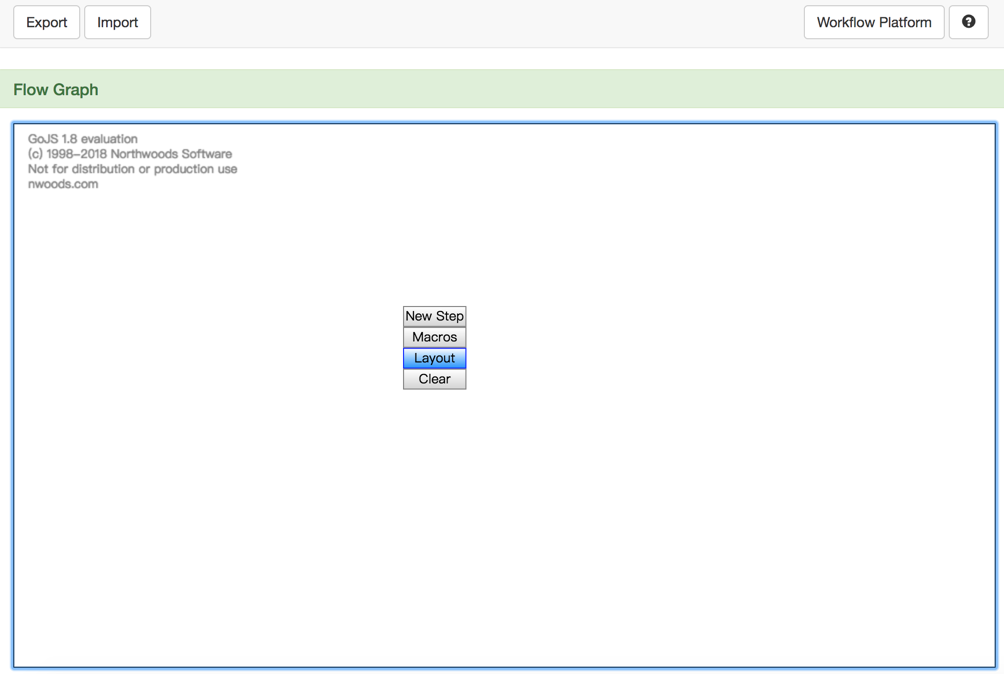 Export
Import
Workflow Platform
?
Flow Graph
GoJS 1.8 evaluation
(c) 1998–2018 Northwoods Software
Not for distribution or production use
nwoods.com
New Step
Macros
Layout
Clear